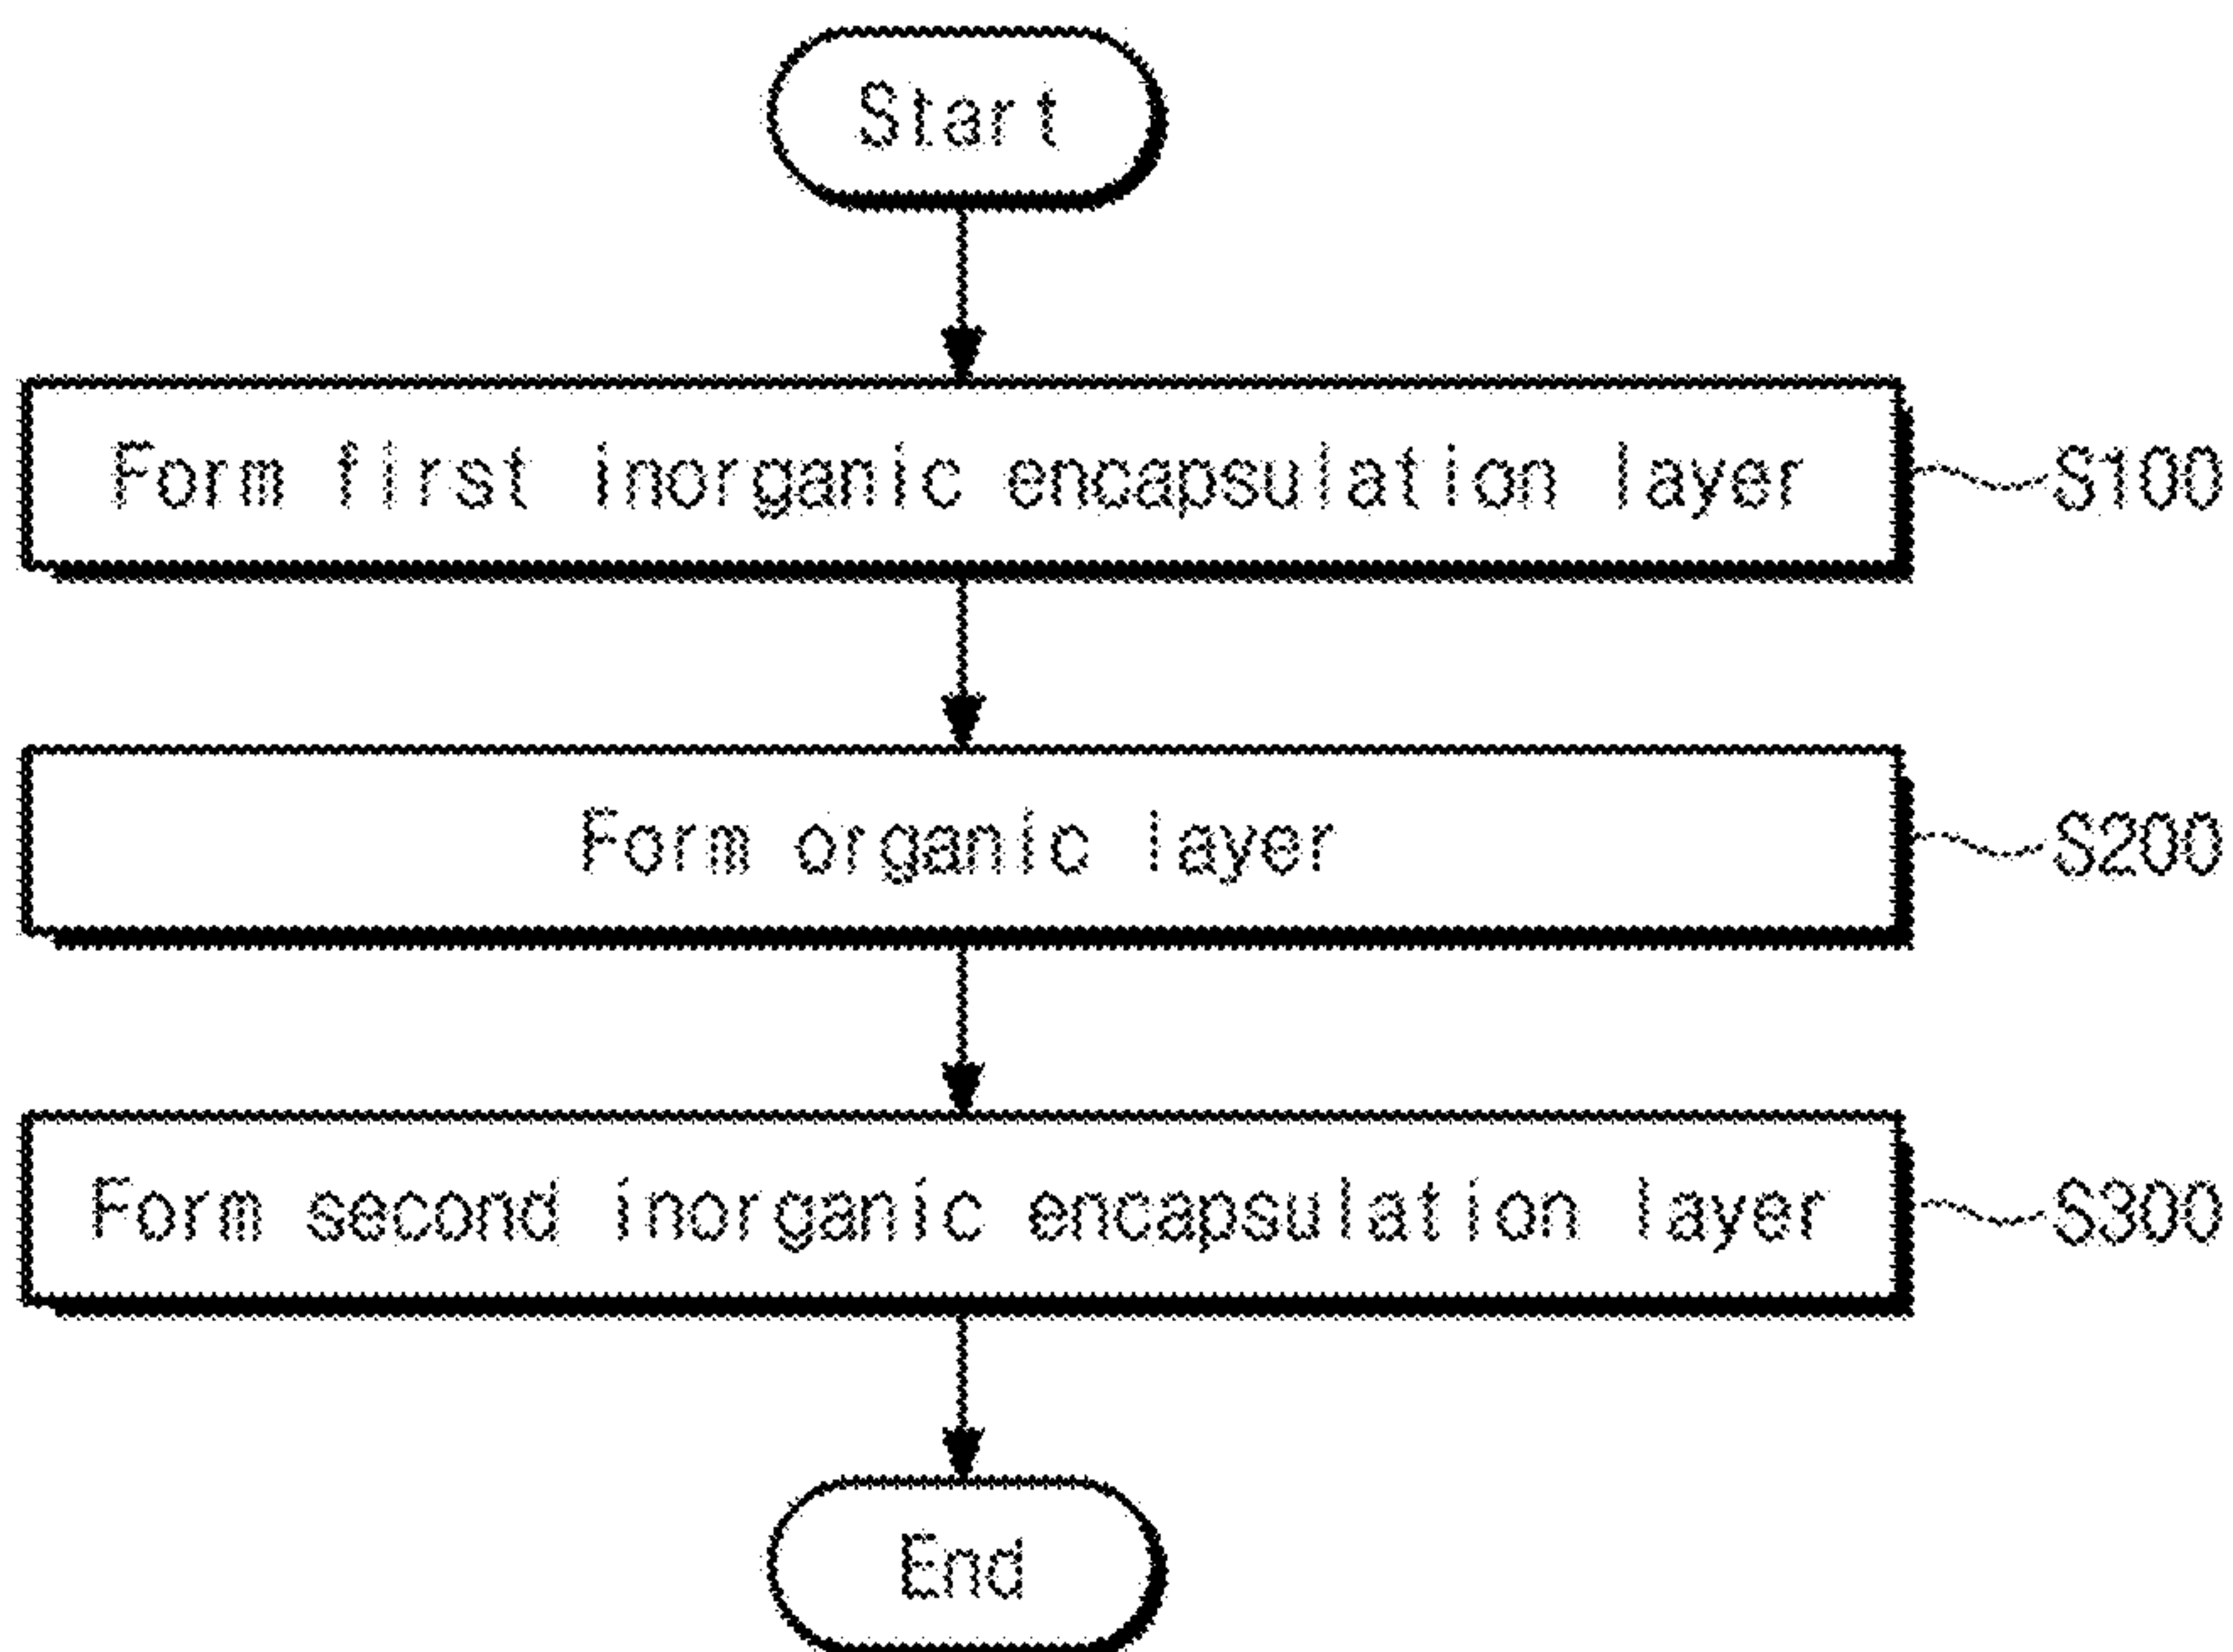 Start
Form first inorganic encapsulation layer S100
Form organic layer S200
Form second inorganic encapsulation layer S300
End